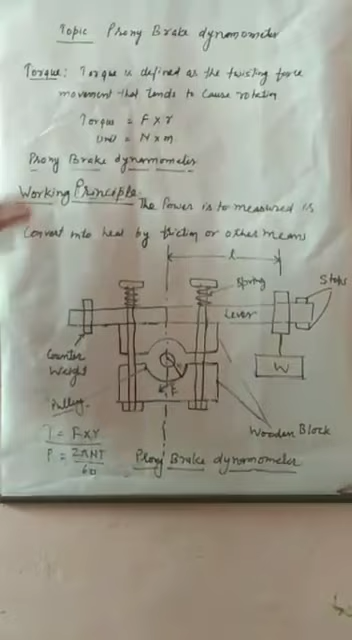 Topic Prony Brake dynamometer
Torque: Torque is defined as the twisting force
movement that tends to cause rotation
Torque = F x r
Unit = N x m
Prony Brake dynamometer
Working Principle: The Power is to measured is
Convert into heat by friction or other means
l
Spring
Stops
Lever
Counter
Weight
W
Pulley
Wooden Block
T = F x r
P = 2πNT
60
Prony Brake dynamometer